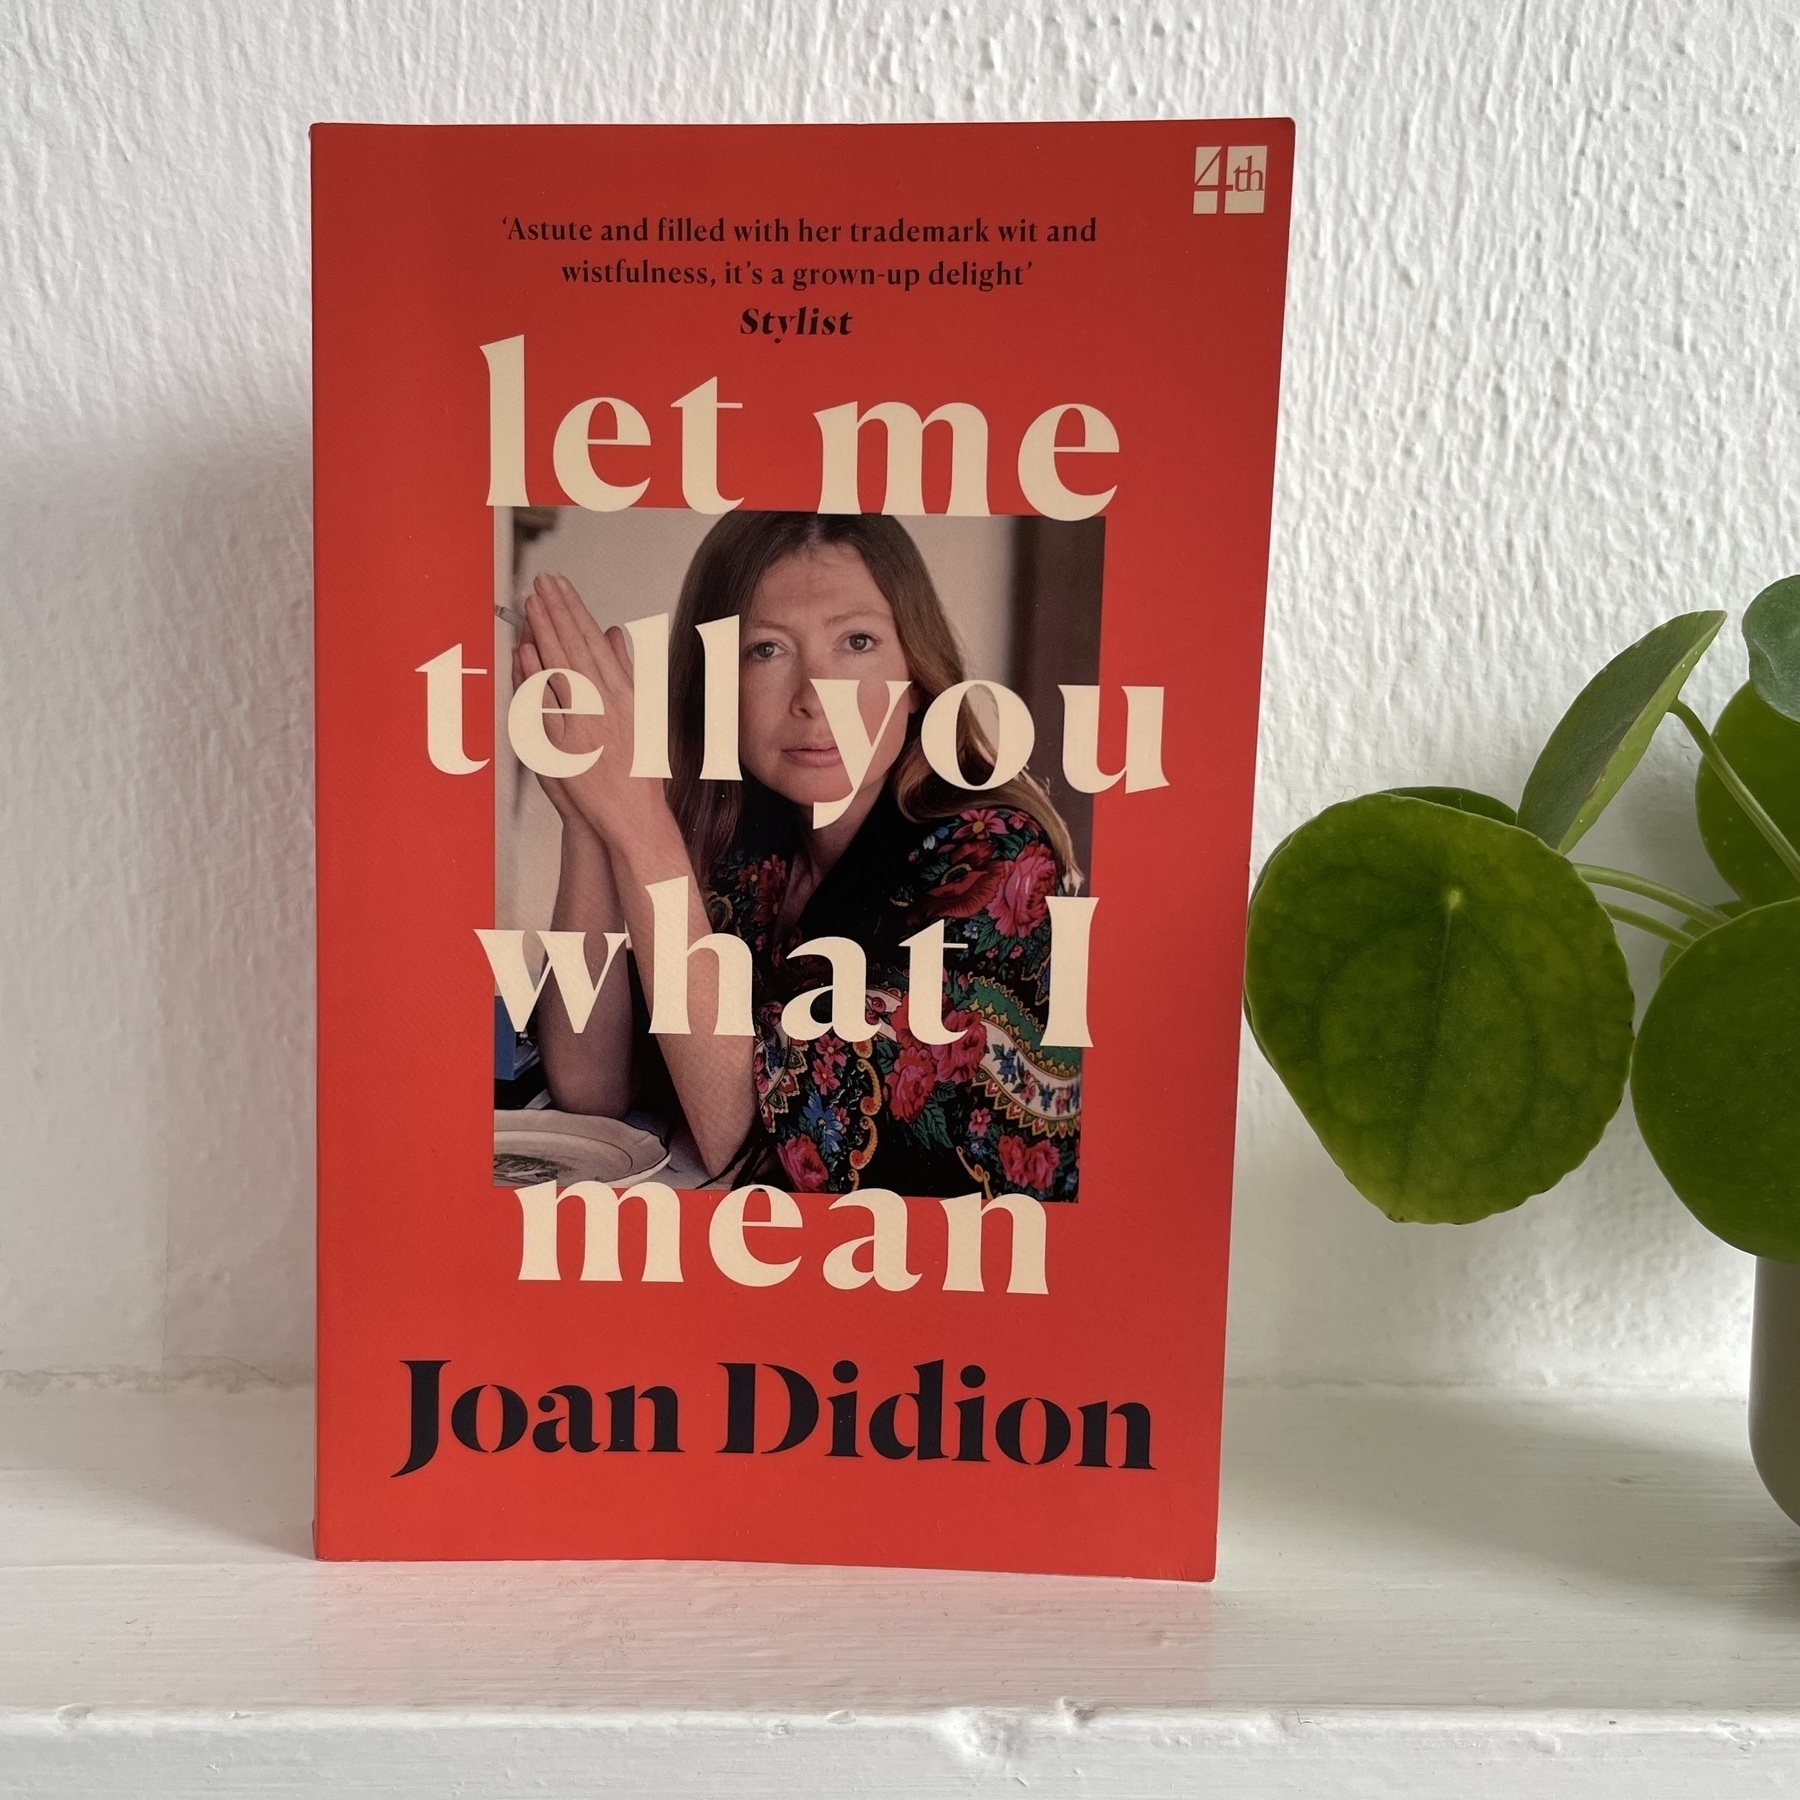 4th
‘Astute and filled with her trademark wit and
wistfulness, it’s a grown-up delight’
Stylist
let me
tell you
what I
mean
Joan Didion